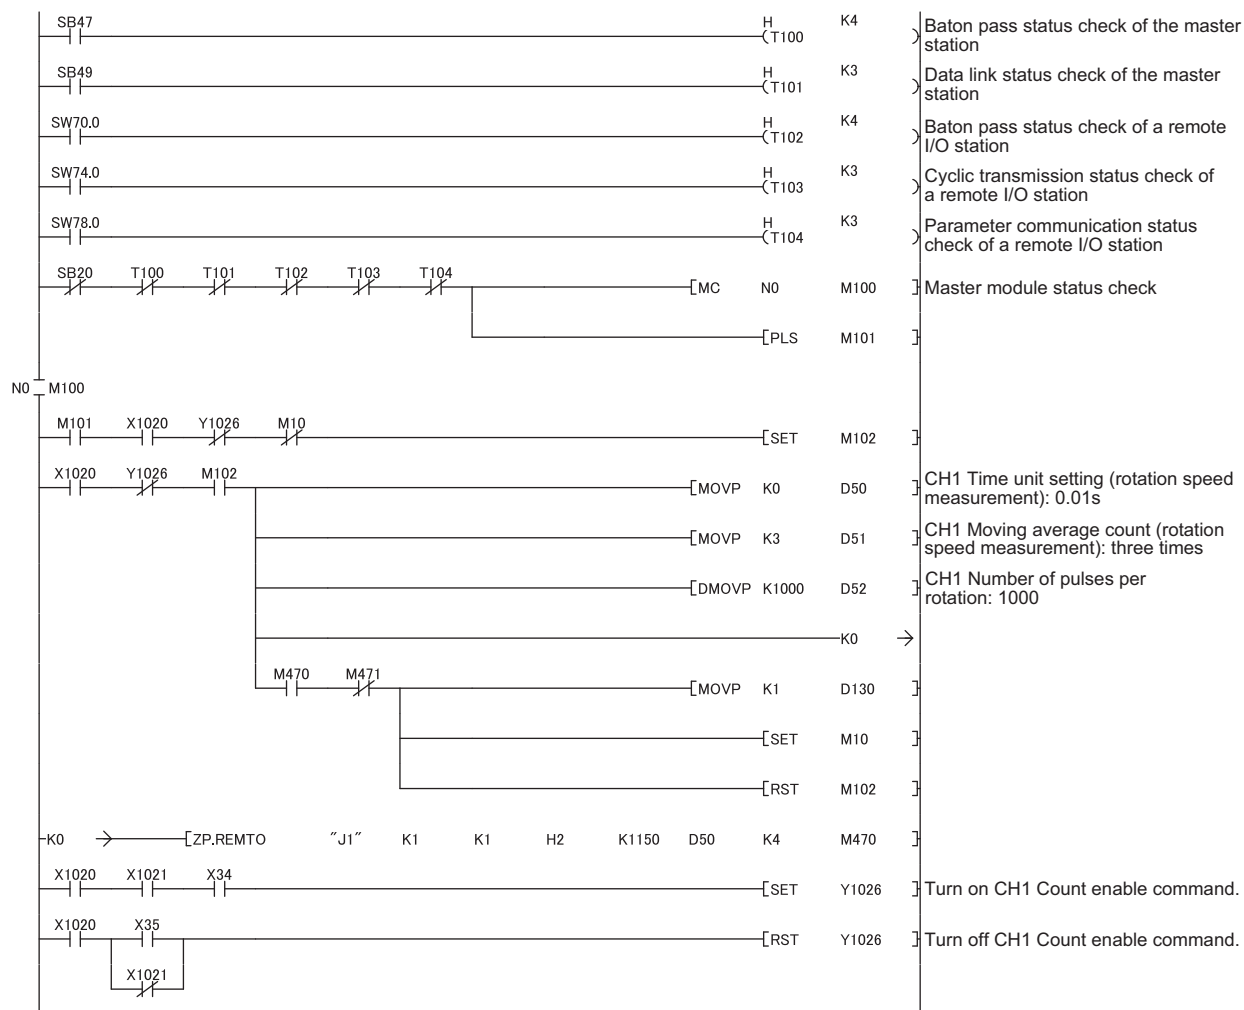 SB47 H K4 Baton pass status check of the master
T100 station
SB49 H K3 Data link status check of the master
T101 station
SW70.0 H K4 Baton pass status check of a remote
T102 I/O station
SW74.0 H K3 Cyclic transmission status check of
T103 a remote I/O station
SW78.0 H K3 Parameter communication status
T104 check of a remote I/O station
SB20 T100 T101 T102 T103 T104
MC N0 M100 Master module status check
PLS M101
N0 M100
M101 X1020 Y1026 M10
SET M102
X1020 Y1026 M102
MOVP K0 D50 CH1 Time unit setting (rotation speed
measurement): 0.01s
MOVP K3 D51 CH1 Moving average count (rotation
speed measurement): three times
DMOVP K1000 D52 CH1 Number of pulses per
rotation: 1000
K0
M470 M471
MOVP K1 D130
SET M10
RST M102
K0 ZP.REMTO "J1" K1 K1 H2 K1150 D50 K4 M470
X1020 X1021 X34
SET Y1026 Turn on CH1 Count enable command.
X1020 X35
RST Y1026 Turn off CH1 Count enable command.
X1021